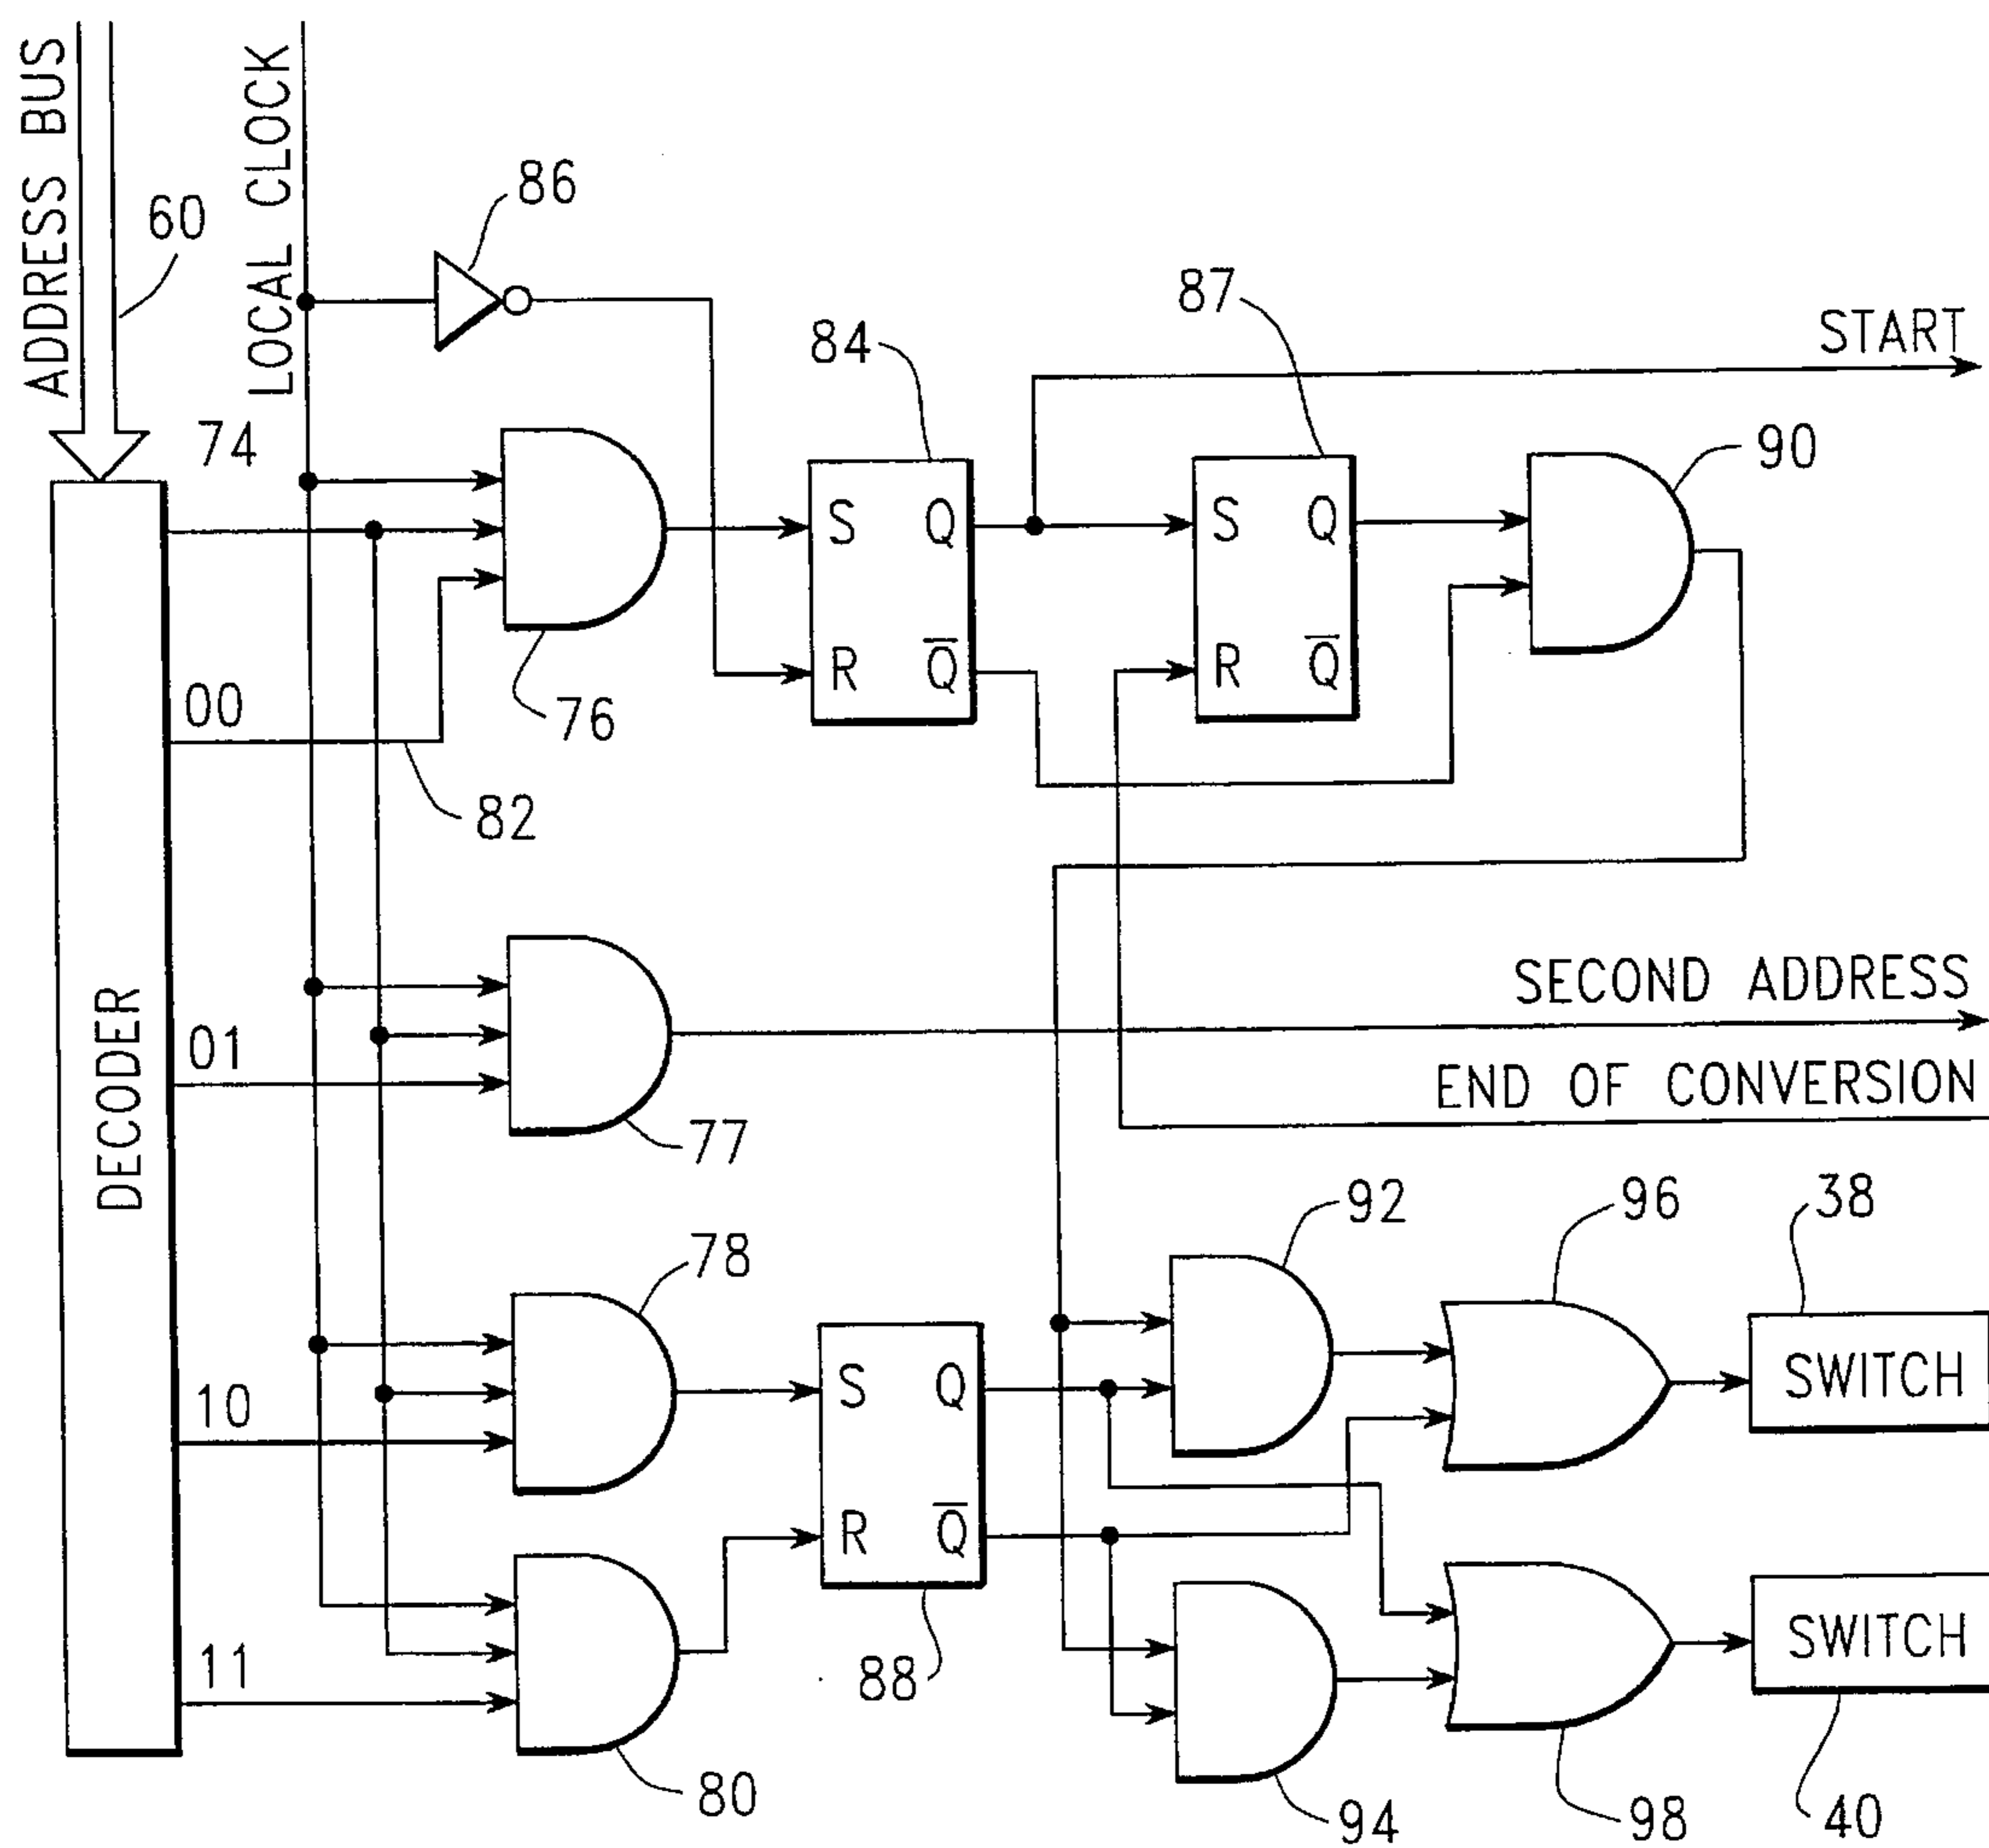 ADDRESS BUS
60
LOCAL CLOCK
86
84
87
START
90
74
S Q
R Q̅
S Q
R Q̅
76
00
82
SECOND ADDRESS
END OF CONVERSION
DECODER
01
77
78
92
96
38
SWITCH
10
S Q
R Q̅
88
11
80
94
98
SWITCH
40